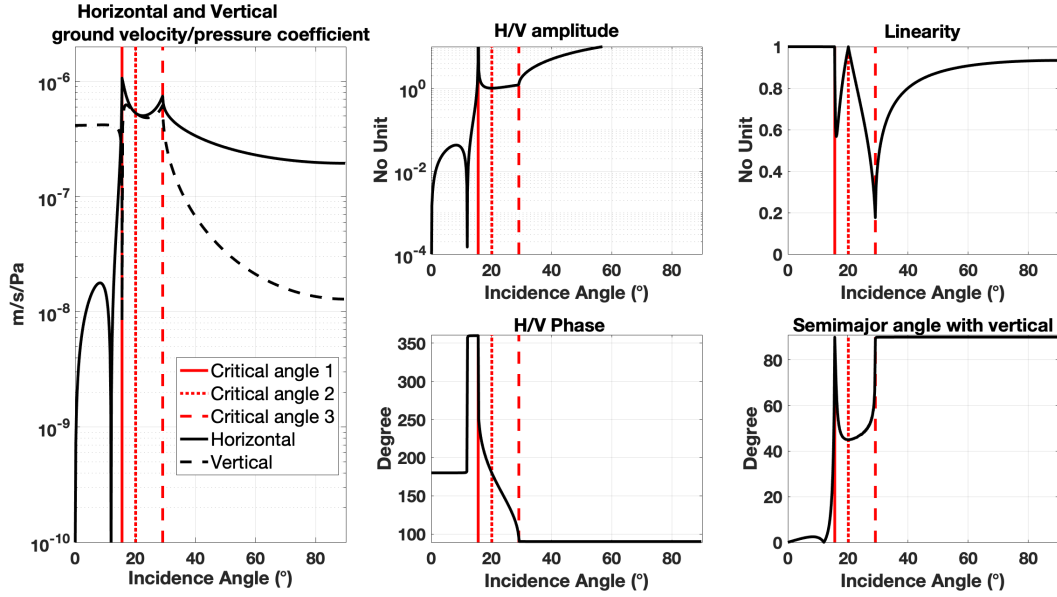 Horizontal and Vertical
ground velocity/pressure coefficient
m/s/Pa
10-6
10-7
10-8
10-9
10-10
0 20 40 60 80
Incidence Angle (°)
Critical angle 1
Critical angle 2
Critical angle 3
Horizontal
Vertical
H/V amplitude
No Unit
100
10-2
10-4
0 20 40 60 80
Incidence Angle (°)
Linearity
No Unit
1
0.8
0.6
0.4
0.2
0
0 20 40 60 80
Incidence Angle (°)
H/V Phase
Degree
350
300
250
200
150
100
0 20 40 60 80
Incidence Angle (°)
Semimajor angle with vertical
Degree
80
60
40
20
0
0 20 40 60 80
Incidence Angle (°)